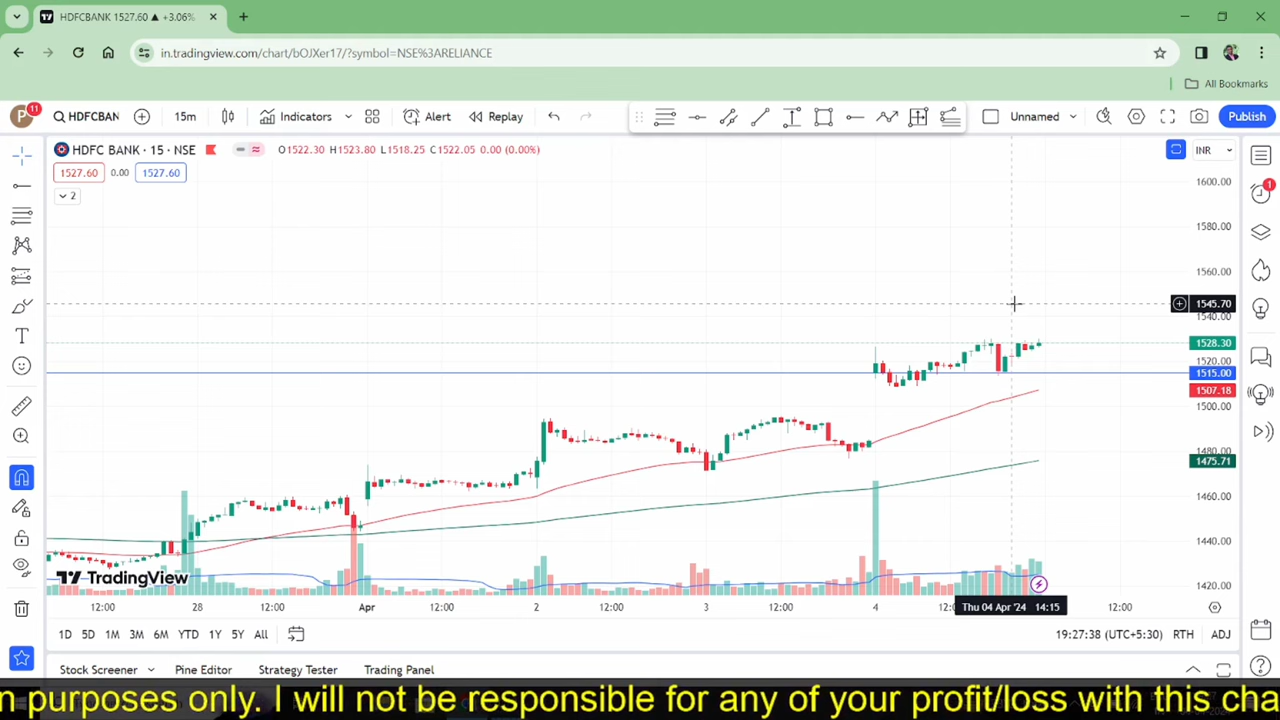 HDFCBANK 1527.60 ▲ +3.06%
in.tradingview.com/chart/bOJXer17/?symbol=NSE%3ARELIANCE
All Bookmarks
P 11 HDFCBAN 15m Indicators Alert Replay Unnamed Publish
HDFC BANK · 15 · NSE O1522.30 H1523.80 L1518.25 C1522.05 0.00 (0.00%) INR
1527.60 0.00 1527.60
2
1600.00
1580.00
1560.00
1545.70
1540.00
1528.30
1520.00
1515.00
1507.18
1500.00
1480.00
1475.71
1460.00
1440.00
1420.00
1
TradingView
12:00 28 12:00 Apr 12:00 2 12:00 3 12:00 4 Thu 04 Apr '24 14:15 12:00
1D 5D 1M 3M 6M YTD 1Y 5Y All 19:27:38 (UTC+5:30) RTH ADJ
Stock Screener Pine Editor Strategy Tester Trading Panel
n purposes only. I will not be responsible for any of your profit/loss with this cha